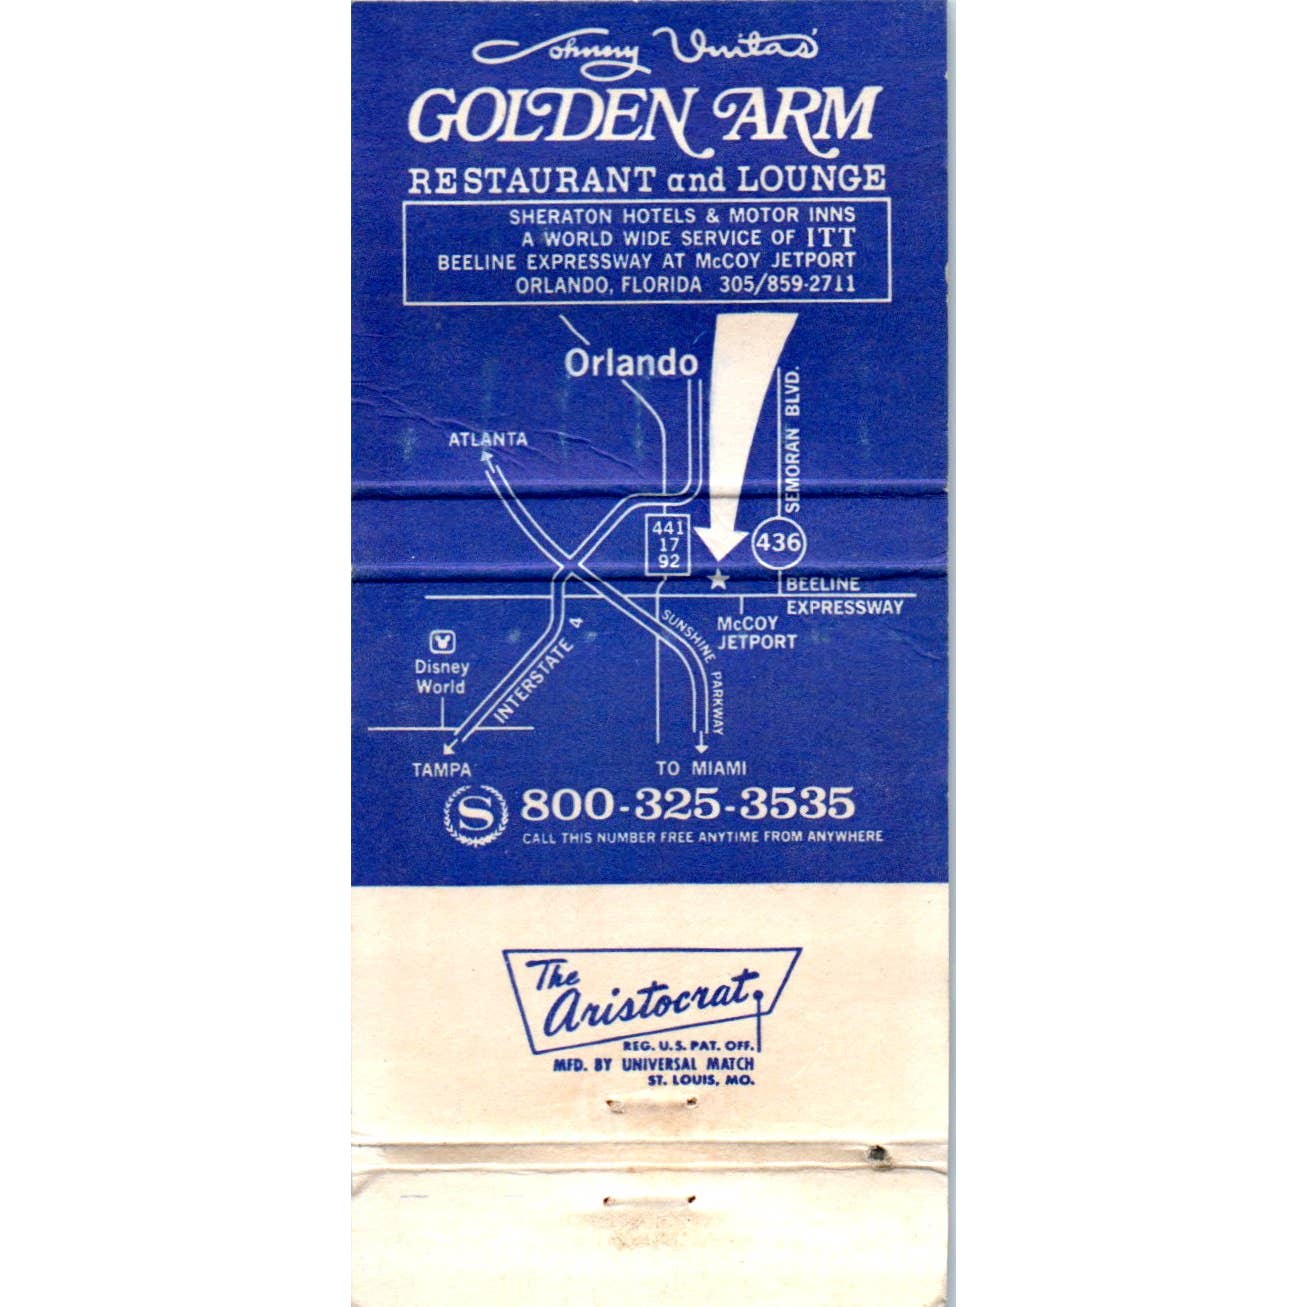 Johnny Unitas'
GOLDEN ARM
RESTAURANT and LOUNGE
SHERATON HOTELS & MOTOR INNS
A WORLD WIDE SERVICE OF ITT
BEELINE EXPRESSWAY AT McCOY JETPORT
ORLANDO, FLORIDA 305/859-2711
Orlando
SEMORAN BLVD.
ATLANTA
441
17
92
436
BEELINE
EXPRESSWAY
McCOY
JETPORT
SUNSHINE PARKWAY
INTERSTATE 4
Disney
World
TAMPA
TO MIAMI
S
800-325-3535
CALL THIS NUMBER FREE ANYTIME FROM ANYWHERE
The
Aristocrat
REG. U.S. PAT. OFF.
MFD. BY UNIVERSAL MATCH
ST. LOUIS, MO.